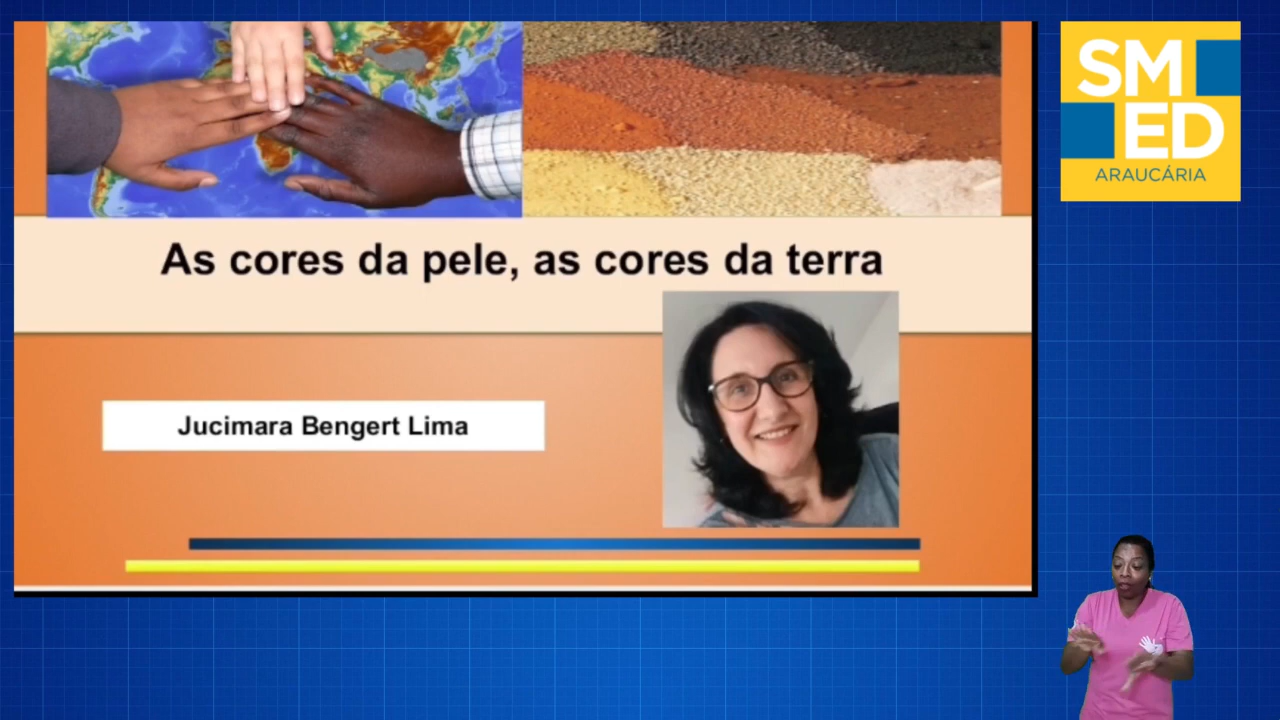 As cores da pele, as cores da terra
Jucimara Bengert Lima
SM
ED
ARAUCÁRIA